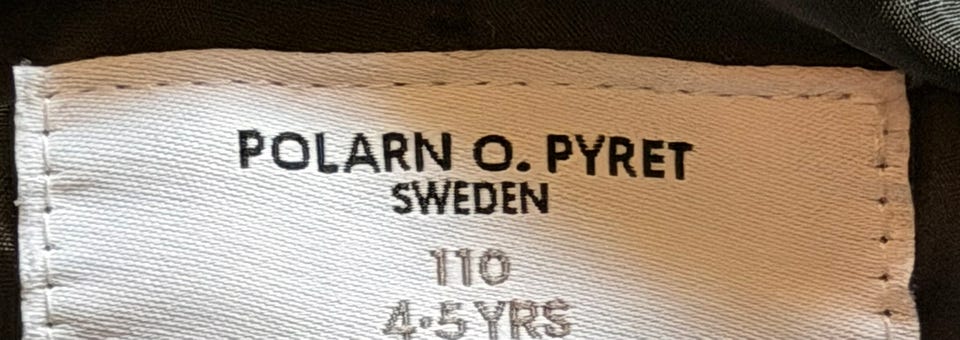 POLARN O. PYRET
SWEDEN
110
4-5 YRS